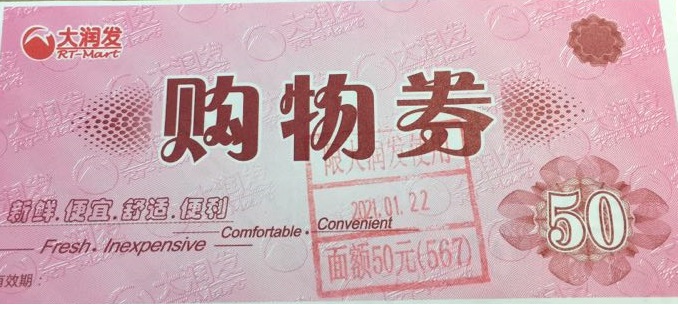 大润发
RT-Mart
购物券
限大润发使用
2021.01.22
面额50元(567)
新鲜.便宜.舒适.便利
Fresh. Inexpensive
Comfortable. Convenient
50
有效期: